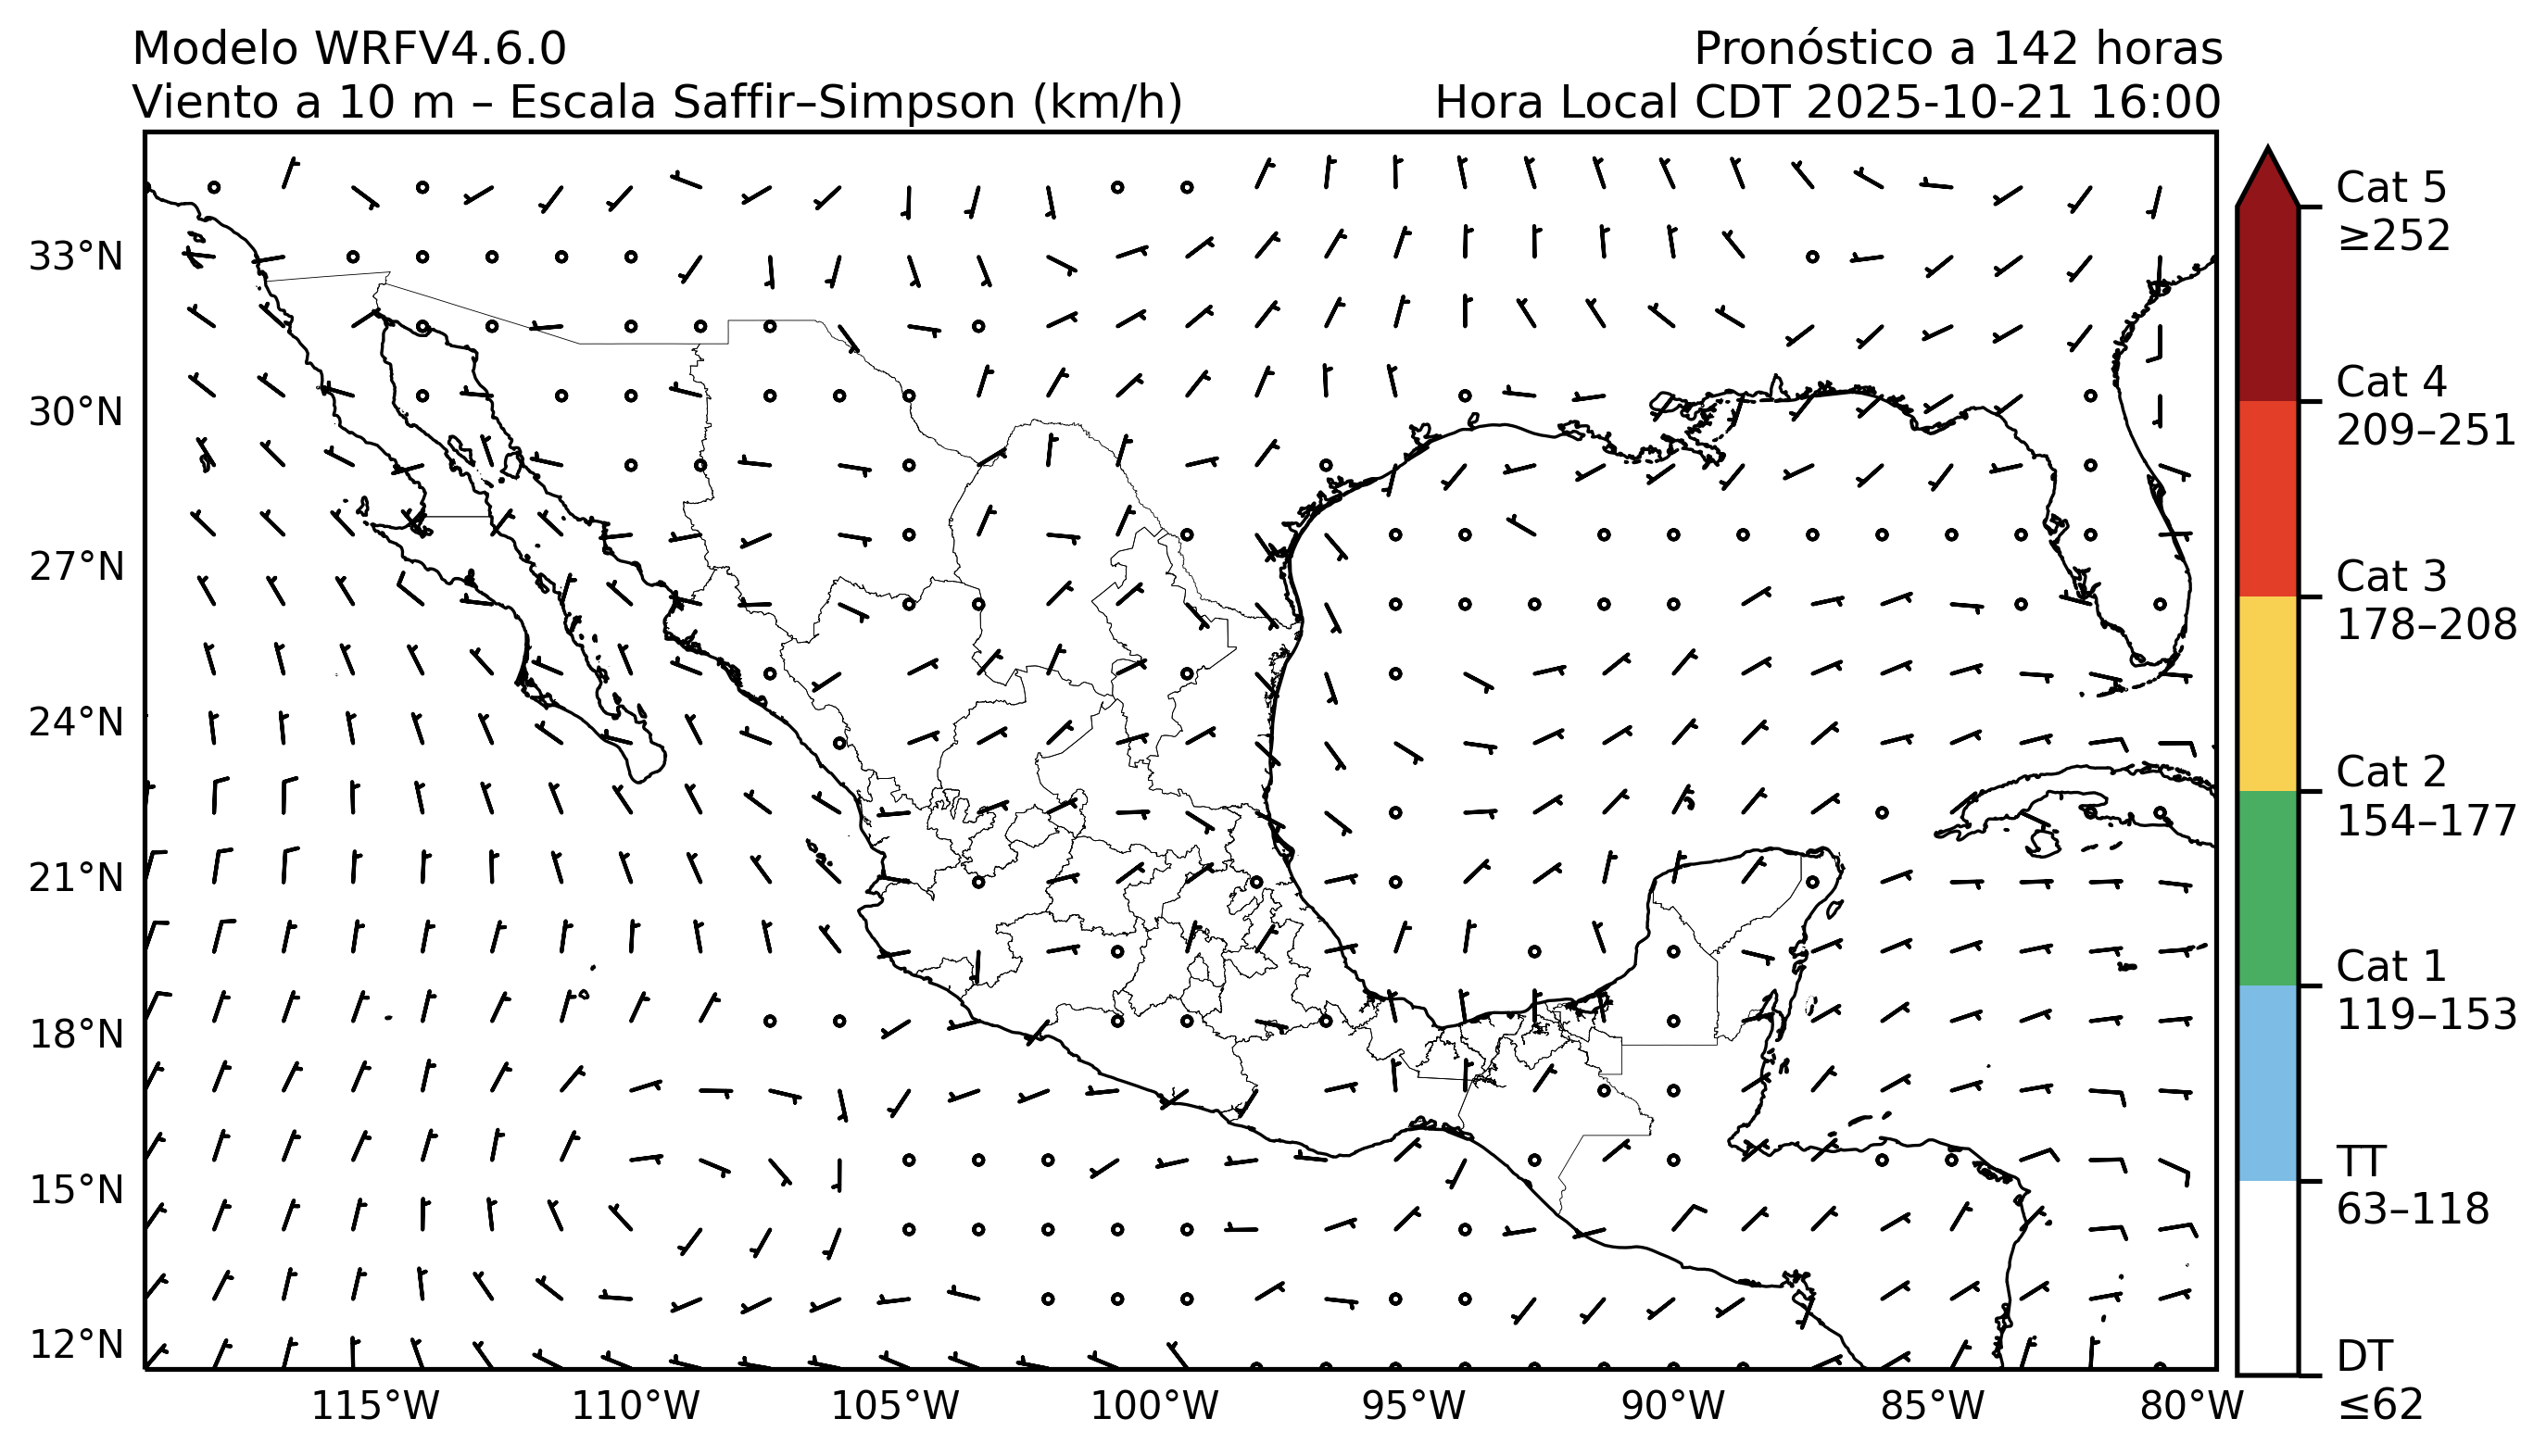 Modelo WRFV4.6.0
Viento a 10 m – Escala Saffir–Simpson (km/h)
Pronóstico a 142 horas
Hora Local CDT 2025-10-21 16:00
33°N
30°N
27°N
24°N
21°N
18°N
15°N
12°N
115°W
110°W
105°W
100°W
95°W
90°W
85°W
80°W
Cat 5
≥252
Cat 4
209–251
Cat 3
178–208
Cat 2
154–177
Cat 1
119–153
TT
63–118
DT
≤62